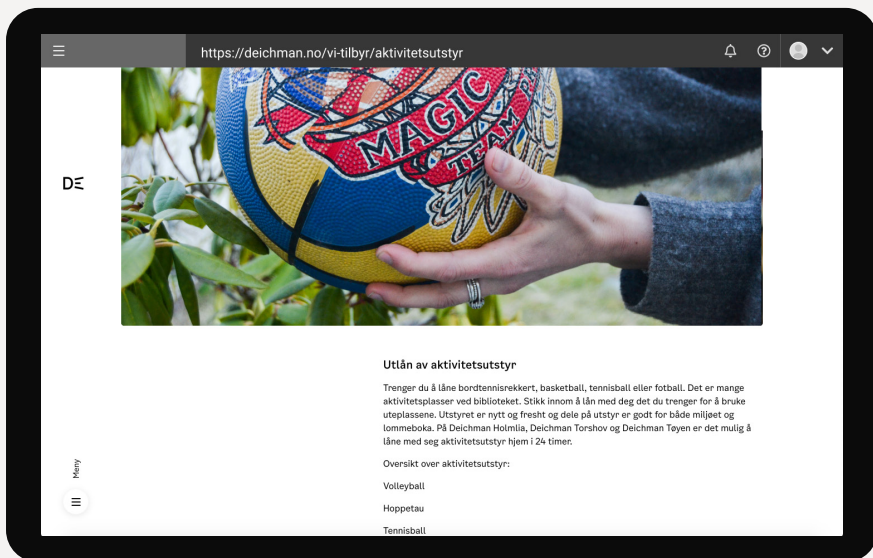 https://deichman.no/vi-tilbyr/aktivitetsutstyr
MAGIC
TEAM
DE
Utlån av aktivitetsutstyr
Trenger du å låne bordtennisrekkert, basketball, tennisball eller fotball. Det er mange
aktivitetsplasser ved biblioteket. Stikk innom å lån med deg det du trenger for å bruke
uteplassene. Utstyret er nytt og fresht og dele på utstyr er godt for både miljøet og
lommeboka. På Deichman Holmlia, Deichman Torshov og Deichman Tøyen er det mulig å
låne med seg aktivitetsutstyr hjem i 24 timer.
Oversikt over aktivitetsutstyr:
Volleyball
Meny
Hoppetau
Tennisball